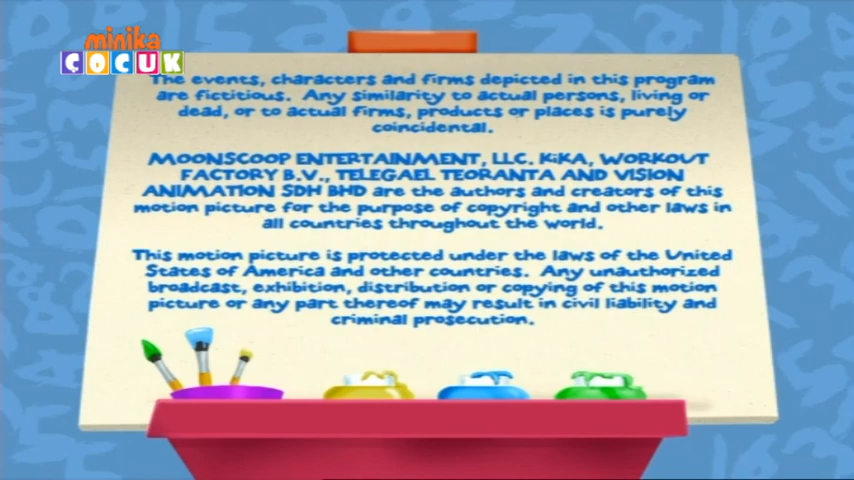 minika
ÇOCUK
The events, characters and firms depicted in this program
are fictitious. Any similarity to actual persons, living or
dead, or to actual firms, products or places is purely
coincidental.
MOONSCOOP ENTERTAINMENT, LLC. KiKA, WORKOUT
FACTORY B.V., TELEGAEL TEORANTA AND VISION
ANIMATION SDH BHD are the authors and creators of this
motion picture for the purpose of copyright and other laws in
all countries throughout the world.
This motion picture is protected under the laws of the United
States of America and other countries. Any unauthorized
broadcast, exhibition, distribution or copying of this motion
picture or any part thereof may result in civil liability and
criminal prosecution.